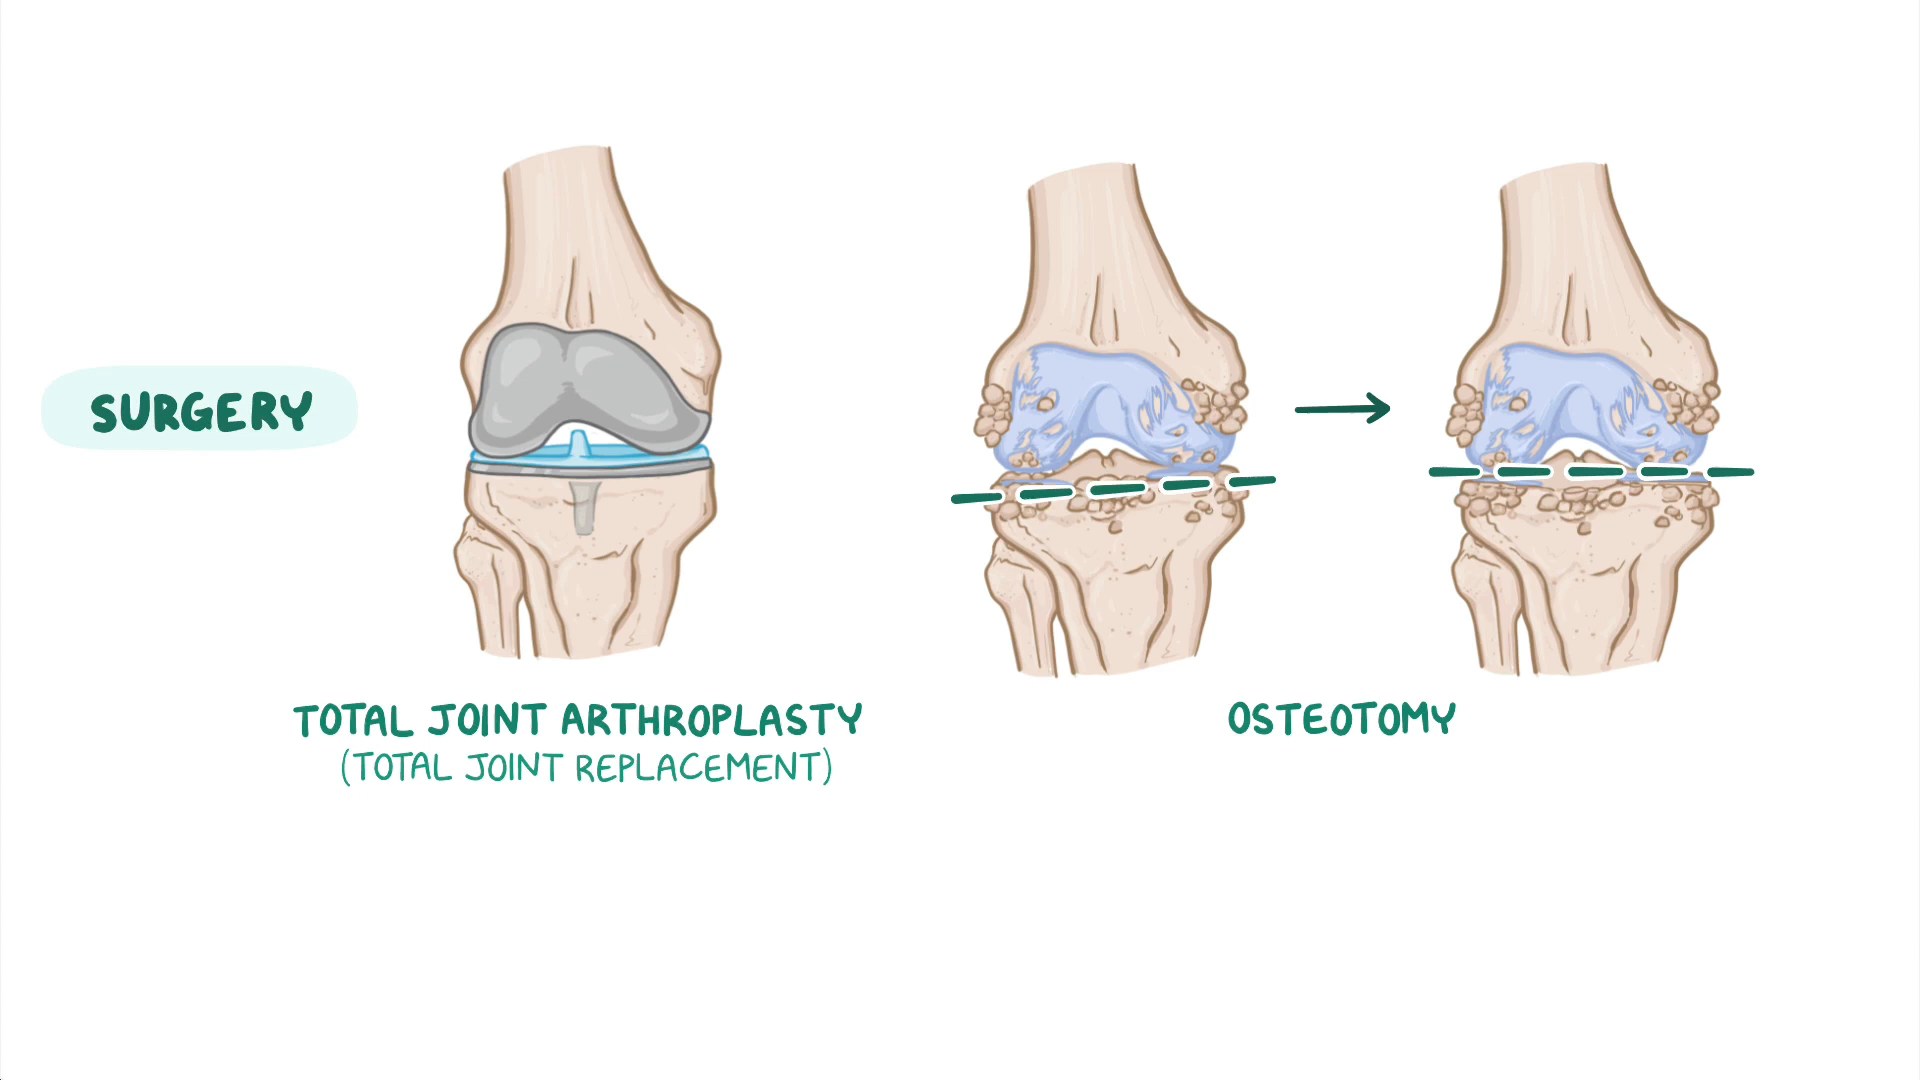 SURGERY
TOTAL JOINT ARTHROPLASTY
(TOTAL JOINT REPLACEMENT)
OSTEOTOMY